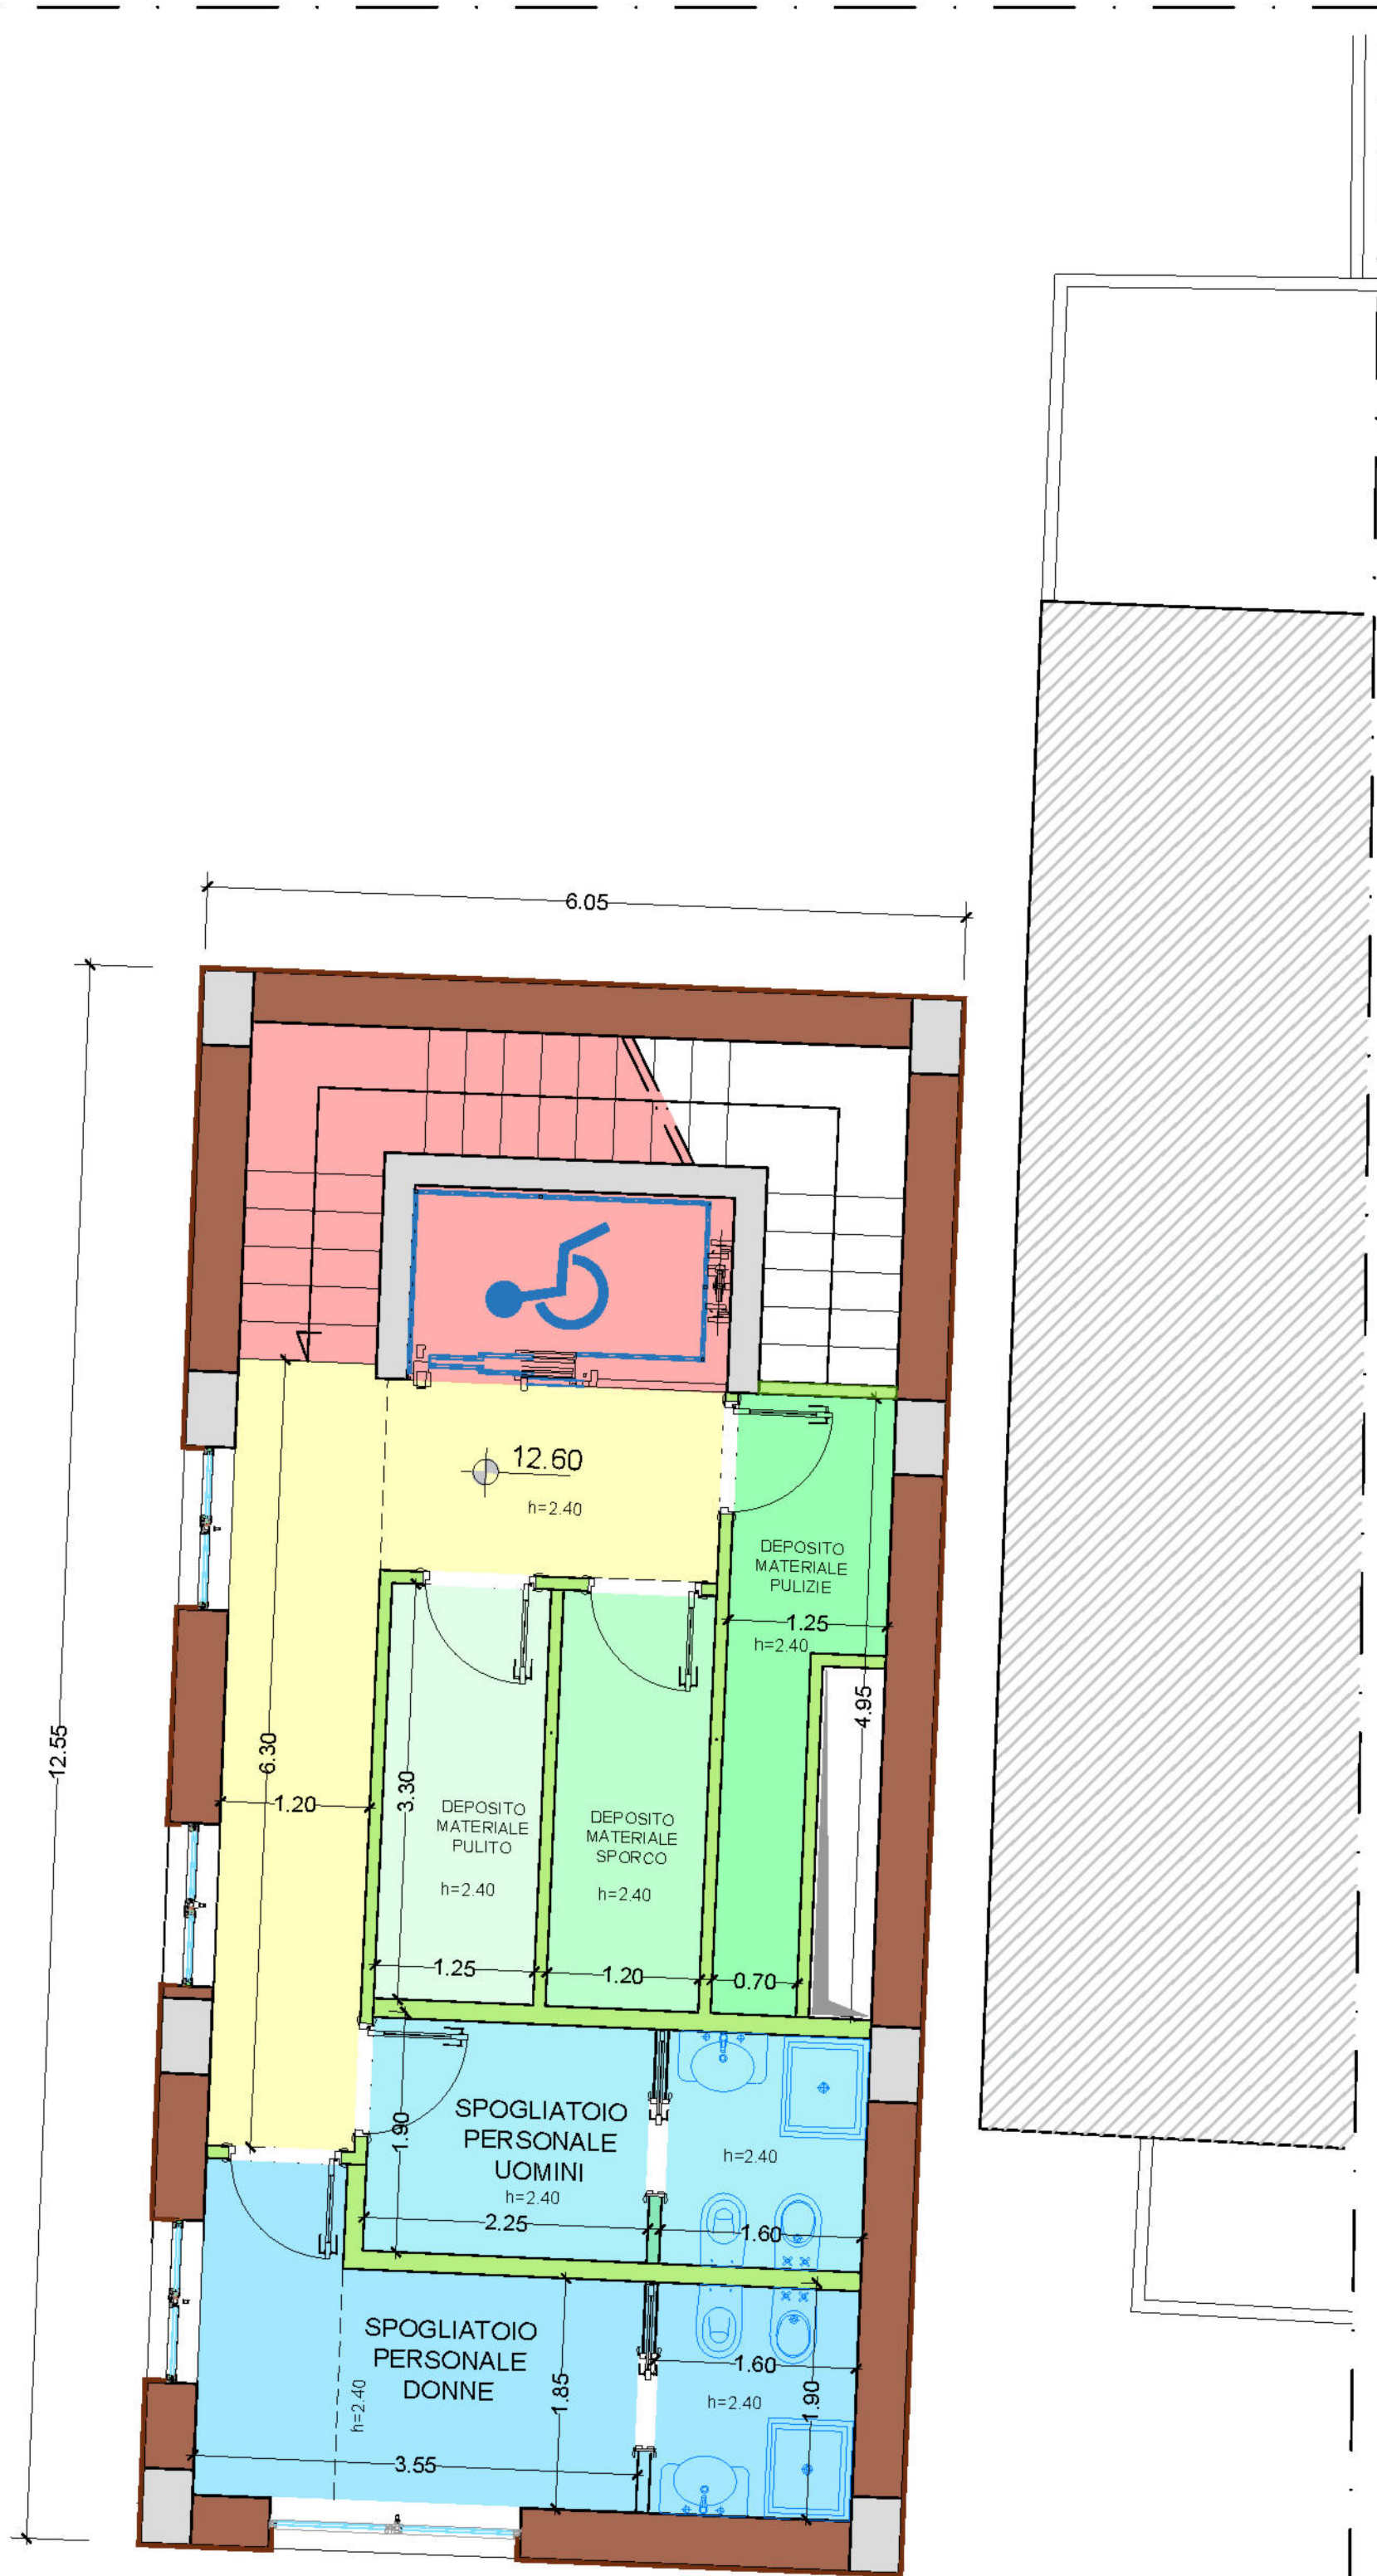 6.05
12.60
h=2.40
DEPOSITO
MATERIALE
PULIZIE
1.25
h=2.40
4.95
12.55
6.30
1.20
3.30
DEPOSITO
MATERIALE
PULITO
h=2.40
DEPOSITO
MATERIALE
SPORCO
h=2.40
1.25
1.20
0.70
1.90
SPOGLIATOIO
PERSONALE
UOMINI
h=2.40
2.25
h=2.40
1.60
SPOGLIATOIO
PERSONALE
DONNE
h=2.40
1.85
3.55
1.60
h=2.40
1.90